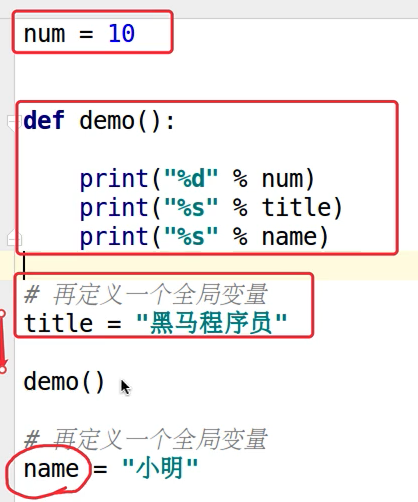 num = 10
def demo():
print("%d" % num)
print("%s" % title)
print("%s" % name)
# 再定义一个全局变量
title = "黑马程序员"
demo()
# 再定义一个全局变量
name = "小明"